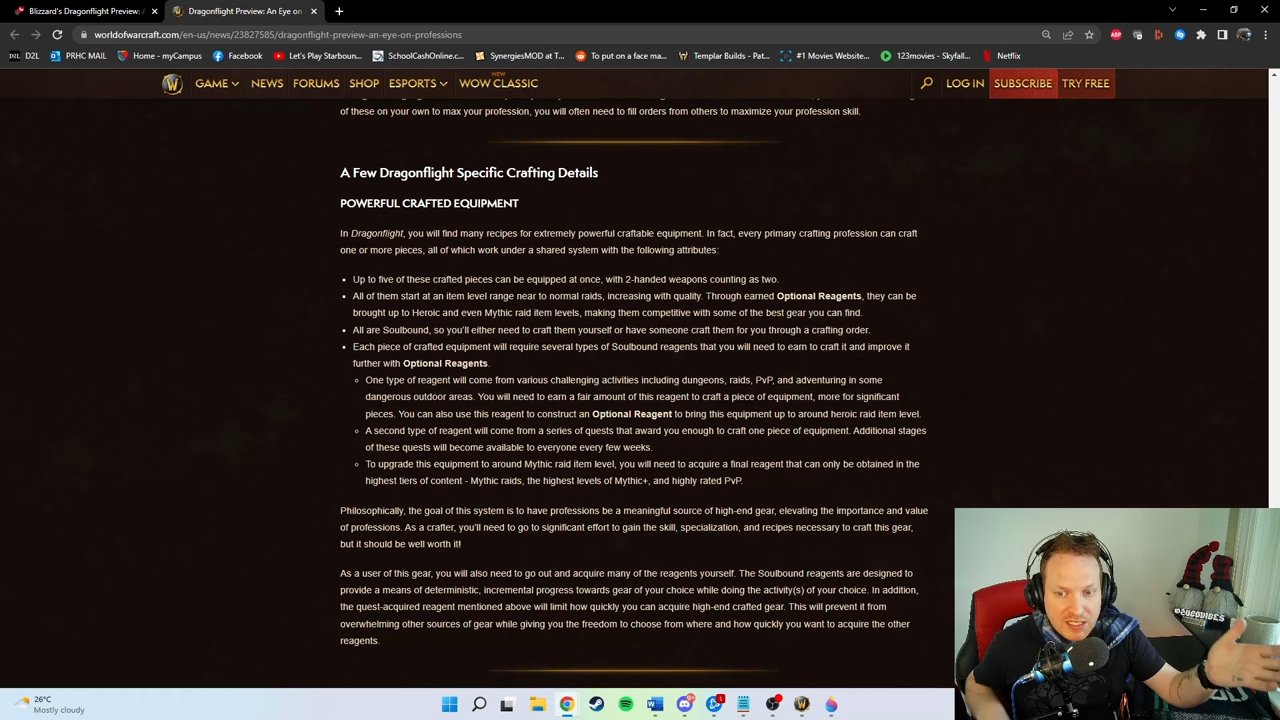 Blizzard's Dragonflight Preview:
Dragonflight Preview: An Eye on
worldofwarcraft.com/en-us/news/23827585/dragonflight-preview-an-eye-on-professions
D2L
PRHC MAIL
Home - myCampus
Facebook
Let's Play Starboun...
SchoolCashOnline.c...
SynergiesMOD at T...
To put on a face ma...
Templar Builds - Pat...
#1 Movies Website...
123movies - Skyfall...
Netflix
GAME
NEWS
FORUMS
SHOP
ESPORTS
NEW
WOW CLASSIC
LOG IN
SUBSCRIBE
TRY FREE
of these on your own to max your profession, you will often need to fill orders from others to maximize your profession skill.
A Few Dragonflight Specific Crafting Details
POWERFUL CRAFTED EQUIPMENT
In Dragonflight, you will find many recipes for extremely powerful craftable equipment. In fact, every primary crafting profession can craft
one or more pieces, all of which work under a shared system with the following attributes:
Up to five of these crafted pieces can be equipped at once, with 2-handed weapons counting as two.
All of them start at an item level range near to normal raids, increasing with quality. Through earned Optional Reagents, they can be
brought up to Heroic and even Mythic raid item levels, making them competitive with some of the best gear you can find.
All are Soulbound, so you'll either need to craft them yourself or have someone craft them for you through a crafting order.
Each piece of crafted equipment will require several types of Soulbound reagents that you will need to earn to craft it and improve it
further with Optional Reagents.
One type of reagent will come from various challenging activities including dungeons, raids, PvP, and adventuring in some
dangerous outdoor areas. You will need to earn a fair amount of this reagent to craft a piece of equipment, more for significant
pieces. You can also use this reagent to construct an Optional Reagent to bring this equipment up to around heroic raid item level.
A second type of reagent will come from a series of quests that award you enough to craft one piece of equipment. Additional stages
of these quests will become available to everyone every few weeks.
To upgrade this equipment to around Mythic raid item level, you will need to acquire a final reagent that can only be obtained in the
highest tiers of content - Mythic raids, the highest levels of Mythic+, and highly rated PvP.
Philosophically, the goal of this system is to have professions be a meaningful source of high-end gear, elevating the importance and value
of professions. As a crafter, you'll need to go to significant effort to gain the skill, specialization, and recipes necessary to craft this gear,
but it should be well worth it!
As a user of this gear, you will also need to go out and acquire many of the reagents yourself. The Soulbound reagents are designed to
provide a means of deterministic, incremental progress towards gear of your choice while doing the activity(s) of your choice. In addition,
the quest-acquired reagent mentioned above will limit how quickly you can acquire high-end crafted gear. This will prevent it from
overwhelming other sources of gear while giving you the freedom to choose from where and how quickly you want to acquire the other
reagents.
26°C
Mostly cloudy